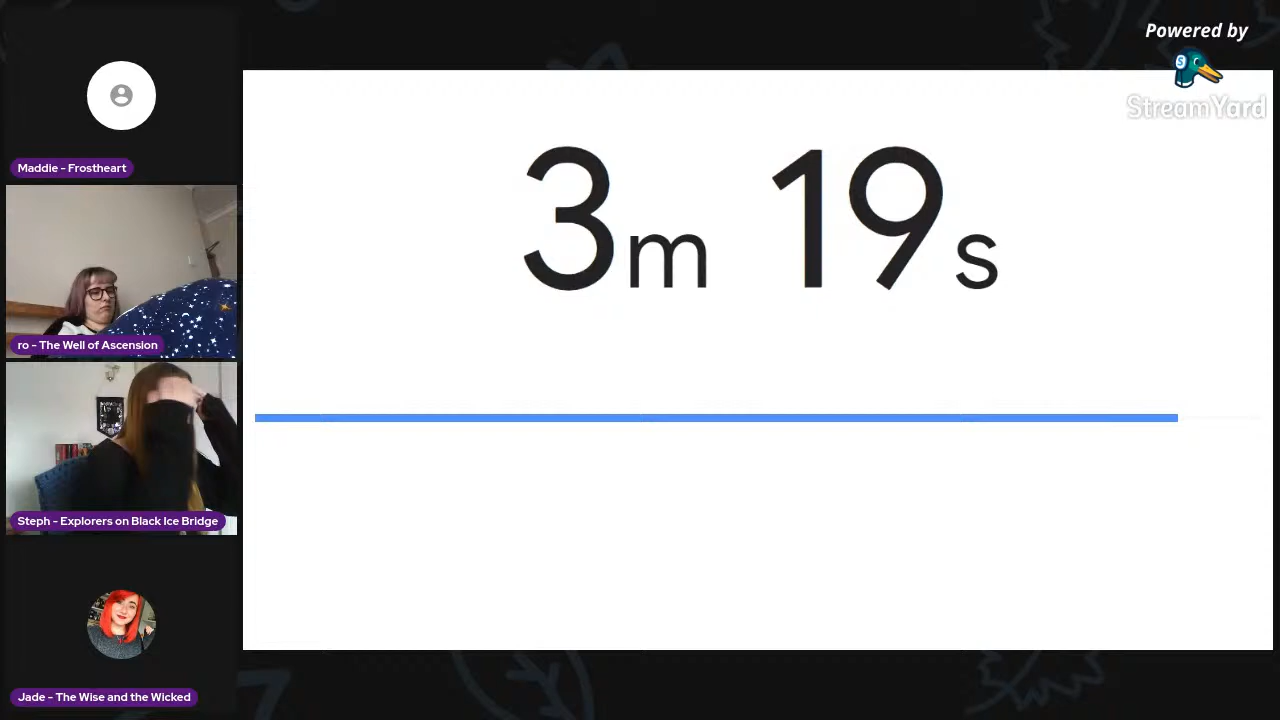 Powered by
StreamYard
Maddie - Frostheart
3m 19s
ro - The Well of Ascension
Steph - Explorers on Black Ice Bridge
Jade - The Wise and the Wicked